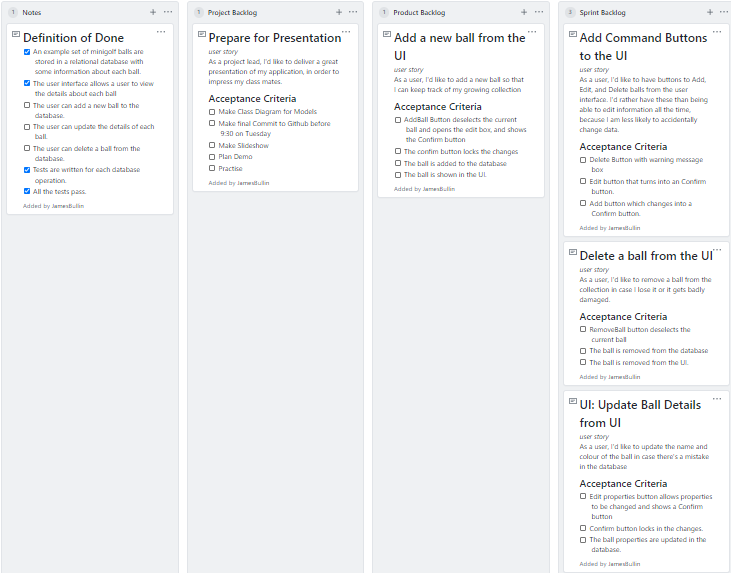 1 Notes
Definition of Done
An example set of minigolf balls are
stored in a relational database with
some information about each ball.
The user interface allows a user to view
the details about each ball
The user can add a new ball to the
database.
The user can update the details of each
ball.
The user can delete a ball from the
database.
Tests are written for each database
operation.
All the tests pass.
Added by JamesBullin
1 Project Backlog
Prepare for Presentation
user story
As a project lead, I'd like to deliver a great
presentation of my application, in order to
impress my class mates.
Acceptance Criteria
Make Class Diagram for Models
Make final Commit to Github before
9:30 on Tuesday
Make Slideshow
Plan Demo
Practise
Added by JamesBullin
1 Product Backlog
Add a new ball from the
UI
user story
As a user, I'd like to add a new ball so that
I can keep track of my growing collection
Acceptance Criteria
AddBall Button deselects the current
ball and opens the edit box, and shows
the Confirm button
The confirm button locks the changes
The ball is added to the database
The ball is shown in the UI.
Added by JamesBullin
3 Sprint Backlog
Add Command Buttons
to the UI
user story
As a user, I'd like to have buttons to Add,
Edit, and Delete balls from the user
interface. I'd rather have these than being
able to edit information all the time,
because I am less likely to accidentally
change data.
Acceptance Criteria
Delete Button with warning message
box
Edit button that turns into an Confirm
button.
Add button which changes into a
Confirm button.
Added by JamesBullin
Delete a ball from the UI
user story
As a user, I'd like to remove a ball from the
collection in case I lose it or it gets badly
damaged.
Acceptance Criteria
RemoveBall button deselects the
current ball
The ball is removed from the database
The ball is removed from the UI.
Added by JamesBullin
UI: Update Ball Details
from UI
user story
As a user, I'd like to update the name and
colour of the ball in case there's a mistake
in the database
Acceptance Criteria
Edit properties button allows properties
to be changed and shows a Confirm
button
Confirm button locks in the changes.
The ball properties are updated in the
database.
Added by JamesBullin